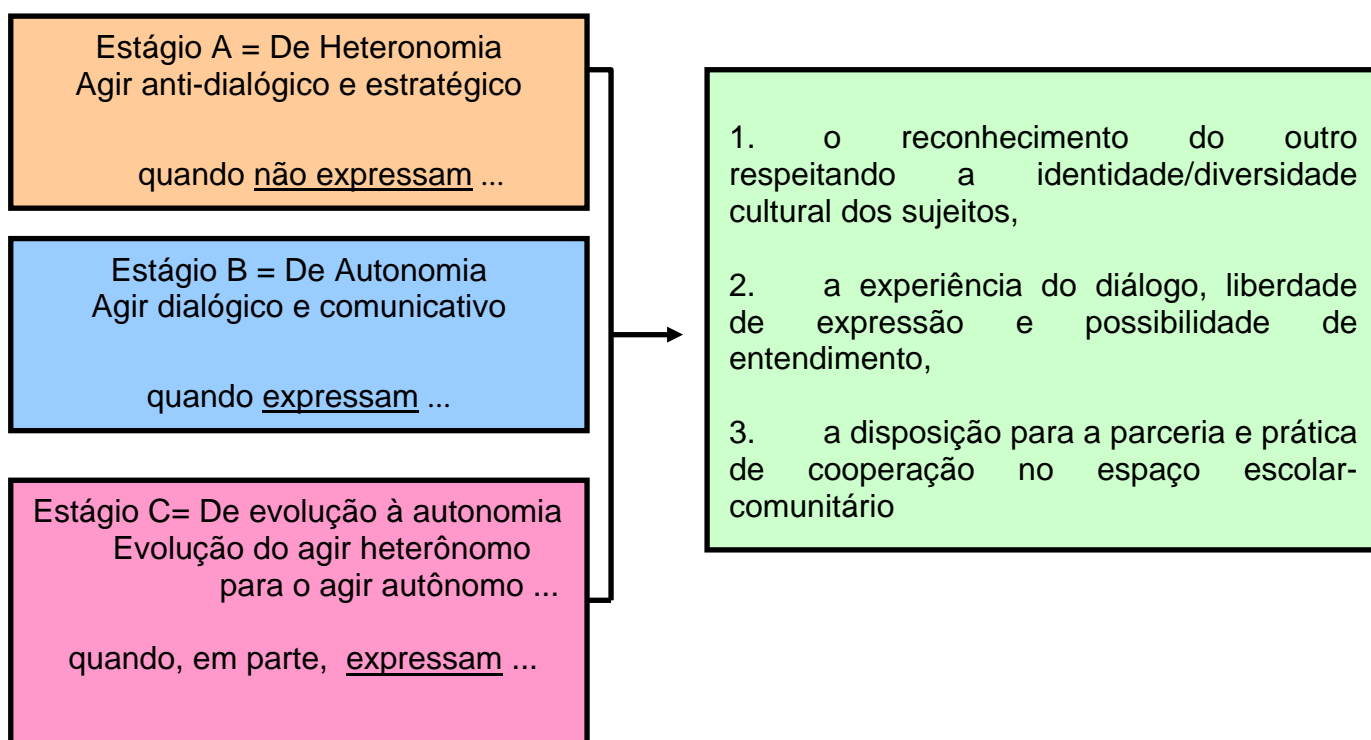 Estágio A = De Heteronomia
Agir anti-dialógico e estratégico
quando não expressam ...
Estágio B = De Autonomia
Agir dialógico e comunicativo
quando expressam ...
Estágio C= De evolução à autonomia
Evolução do agir heterônomo
para o agir autônomo ...
quando, em parte, expressam ...
1. o reconhecimento do outro
respeitando a identidade/diversidade
cultural dos sujeitos,
2. a experiência do diálogo, liberdade
de expressão e possibilidade de
entendimento,
3. a disposição para a parceria e prática
de cooperação no espaço escolar-
comunitário